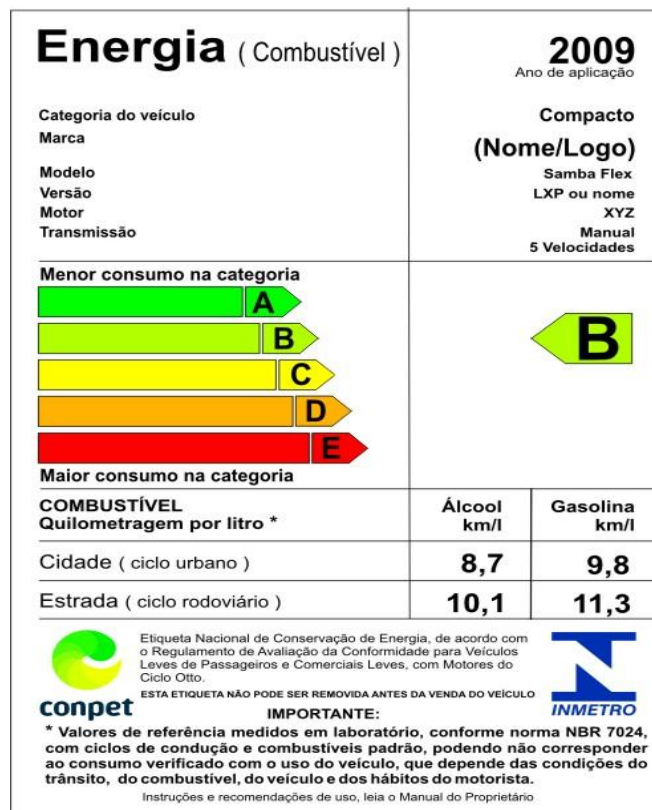 Energia ( Combustível )
2009
Ano de aplicação
Categoria do veículo Compacto
Marca (Nome/Logo)
Modelo Samba Flex
Versão LXP ou nome
Motor XYZ
Transmissão Manual
5 Velocidades
Menor consumo na categoria
A
B
B
C
D
E
Maior consumo na categoria
COMBUSTÍVEL Álcool Gasolina
Quilometragem por litro * km/l km/l
Cidade ( ciclo urbano ) 8,7 9,8
Estrada ( ciclo rodoviário ) 10,1 11,3
Etiqueta Nacional de Conservação de Energia, de acordo com
o Regulamento de Avaliação da Conformidade para Veículos
Leves de Passageiros e Comerciais Leves, com Motores do
Ciclo Otto.
ESTA ETIQUETA NÃO PODE SER REMOVIDA ANTES DA VENDA DO VEÍCULO
conpet
INMETRO
IMPORTANTE:
* Valores de referência medidos em laboratório, conforme norma NBR 7024,
com ciclos de condução e combustíveis padrão, podendo não corresponder
ao consumo verificado com o uso do veículo, que depende das condições do
trânsito, do combustível, do veículo e dos hábitos do motorista.
Instruções e recomendações de uso, leia o Manual do Proprietário